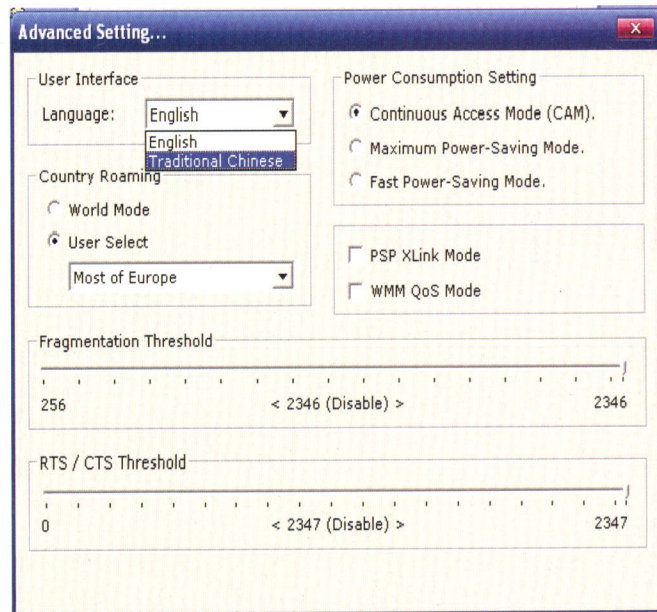 Advanced Setting...
User Interface
Language: English
English
Traditional Chinese
Country Roaming
World Mode
User Select
Most of Europe
Power Consumption Setting
Continuous Access Mode (CAM).
Maximum Power-Saving Mode.
Fast Power-Saving Mode.
PSP XLink Mode
WMM QoS Mode
Fragmentation Threshold
256 < 2346 (Disable) > 2346
RTS / CTS Threshold
0 < 2347 (Disable) > 2347